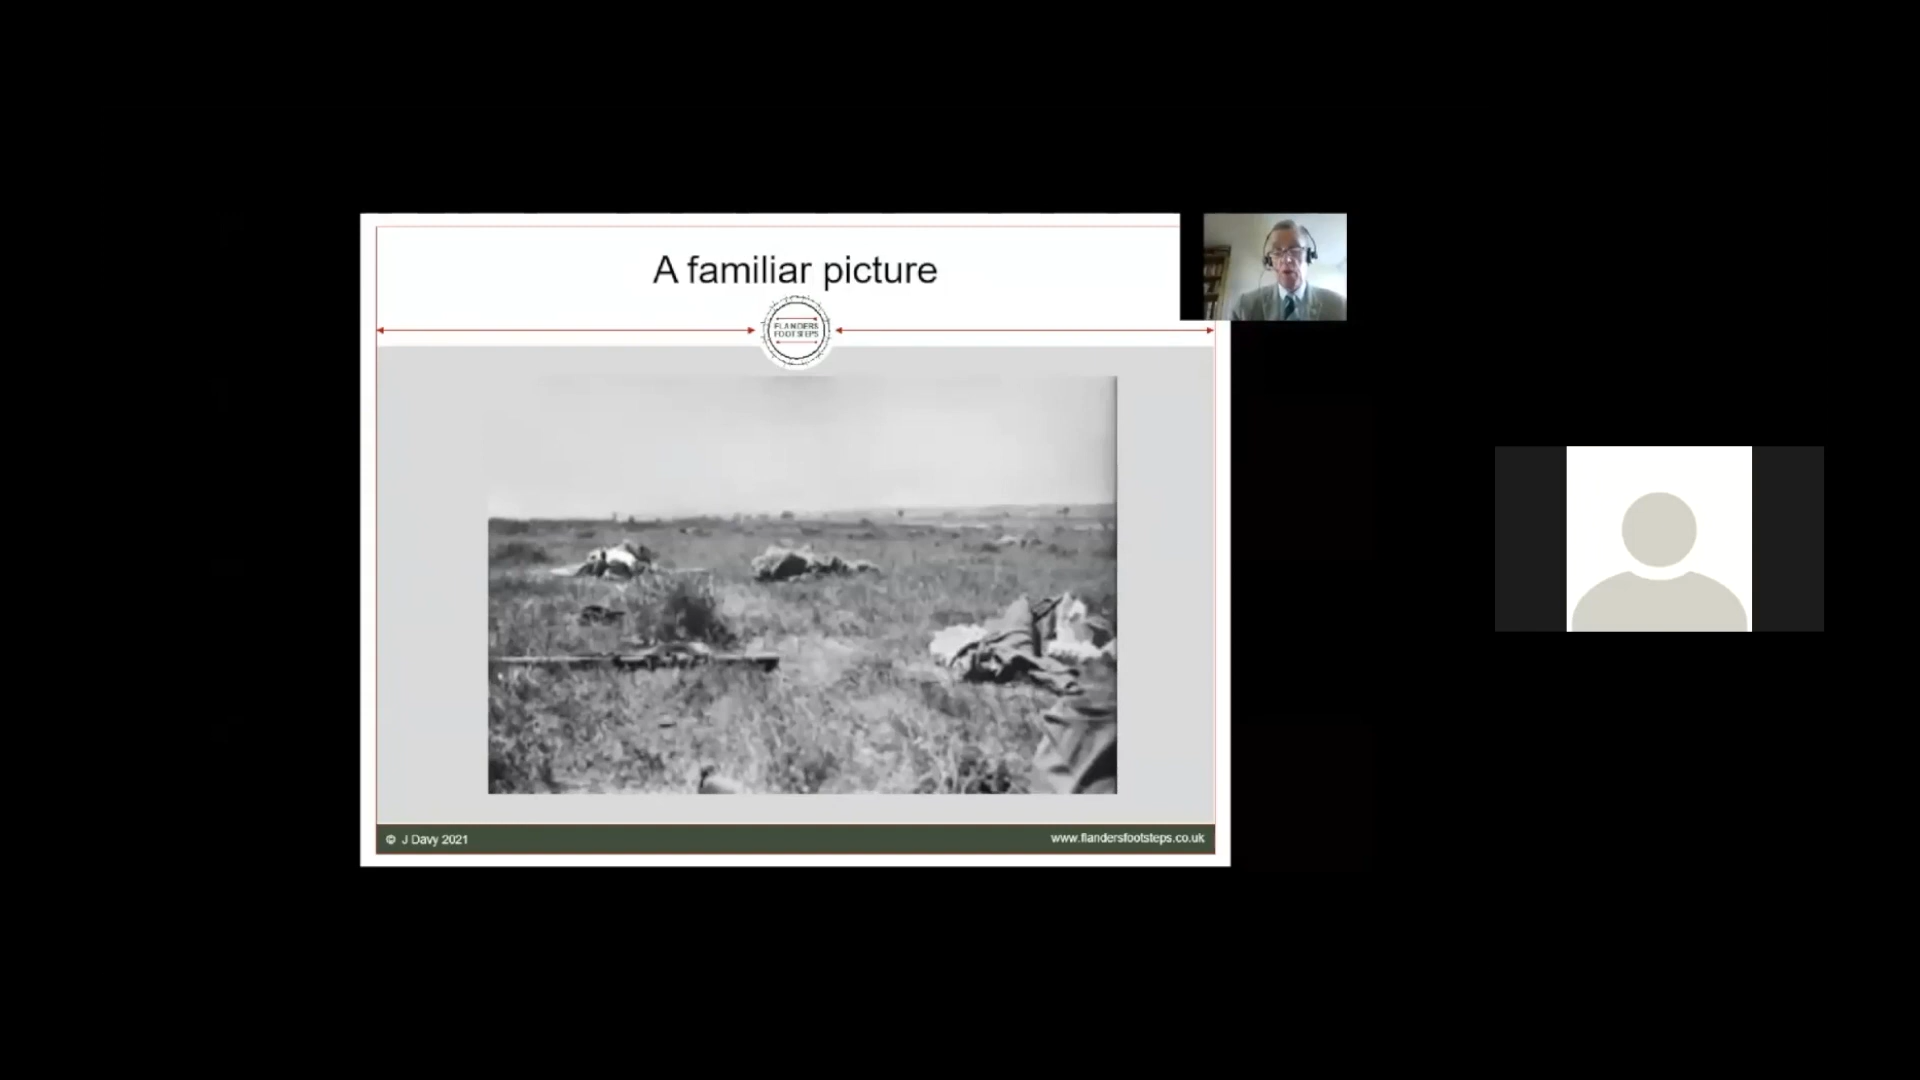 A familiar picture
FLANDERS
FOOTSTEPS
© J Davy 2021
www.flandersfootsteps.co.uk